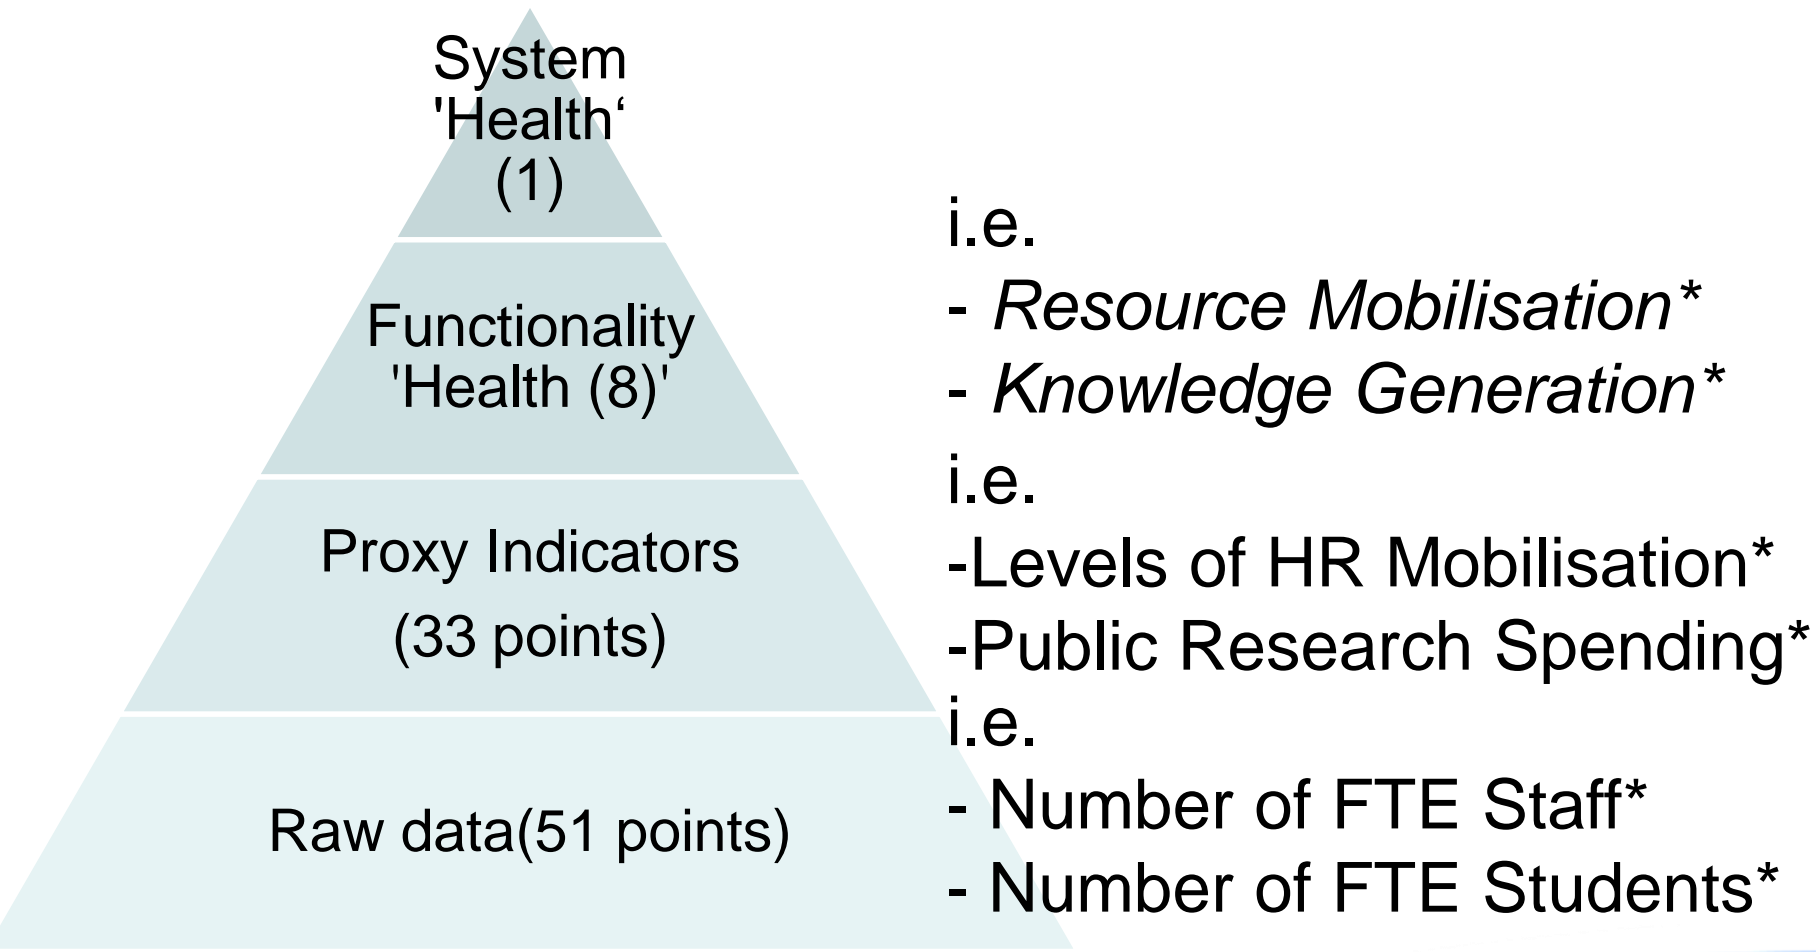 System
'Health‘
(1)
Functionality
'Health (8)'
Proxy Indicators
(33 points)
Raw data(51 points)
i.e.
- Resource Mobilisation*
- Knowledge Generation*
i.e.
-Levels of HR Mobilisation*
-Public Research Spending*
i.e.
- Number of FTE Staff*
- Number of FTE Students*